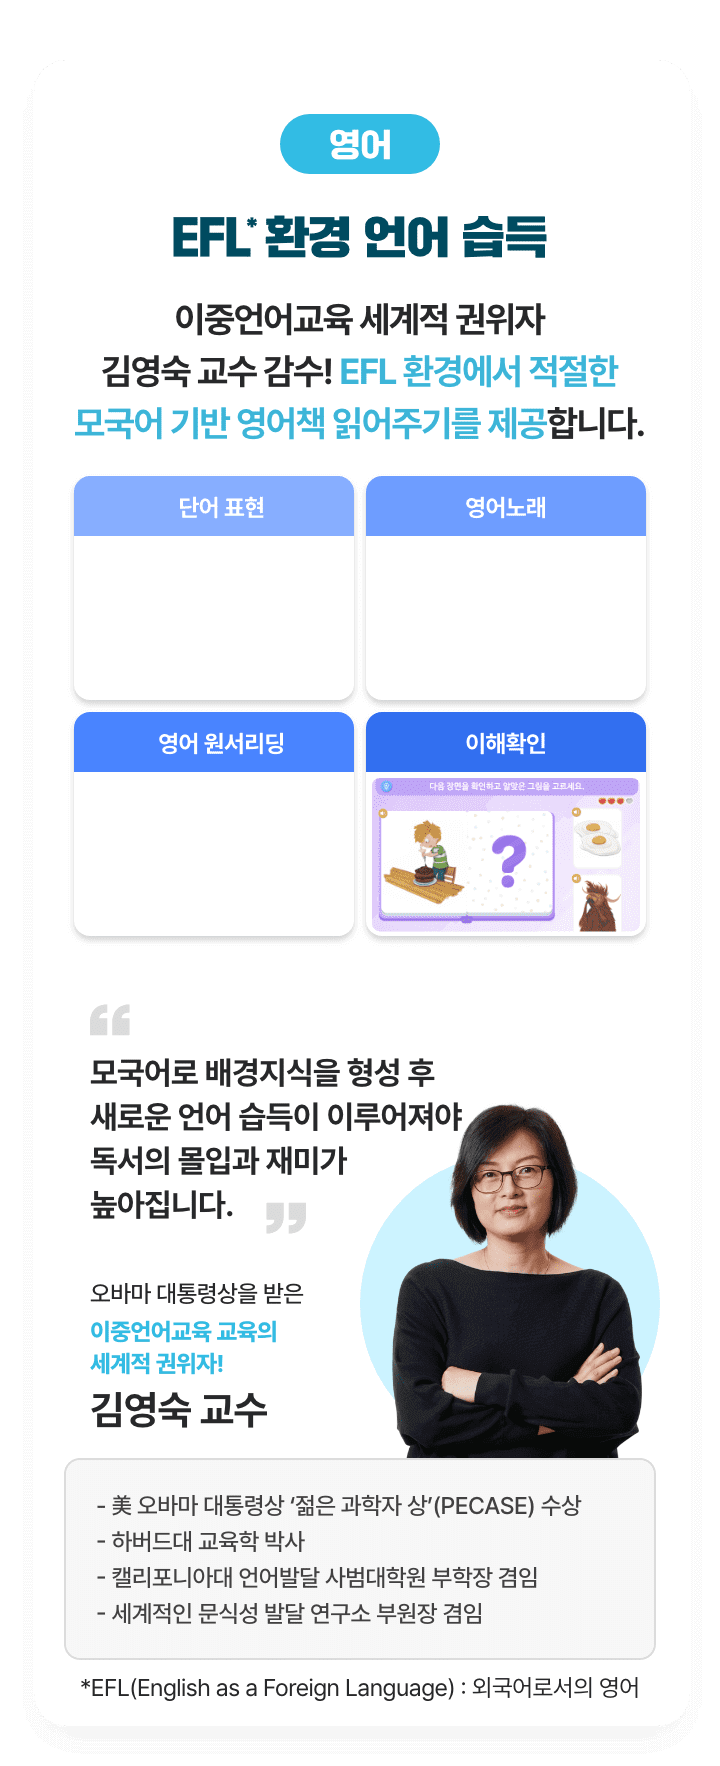 영어
EFL* 환경 언어 습득
이중언어교육 세계적 권위자
김영숙 교수 감수! EFL 환경에서 적절한
모국어 기반 영어책 읽어주기를 제공합니다.
단어 표현
영어노래
영어 원서리딩
이해확인
다음 장면을 확인하고 알맞은 그림을 고르세요.
?
“
모국어로 배경지식을 형성 후
새로운 언어 습득이 이루어져야
독서의 몰입과 재미가
높아집니다. ”
오바마 대통령상을 받은
이중언어교육 교육의
세계적 권위자!
김영숙 교수
- 美 오바마 대통령상 ‘젊은 과학자 상’(PECASE) 수상
- 하버드대 교육학 박사
- 캘리포니아대 언어발달 사범대학원 부학장 겸임
- 세계적인 문식성 발달 연구소 부원장 겸임
*EFL(English as a Foreign Language) : 외국어로서의 영어